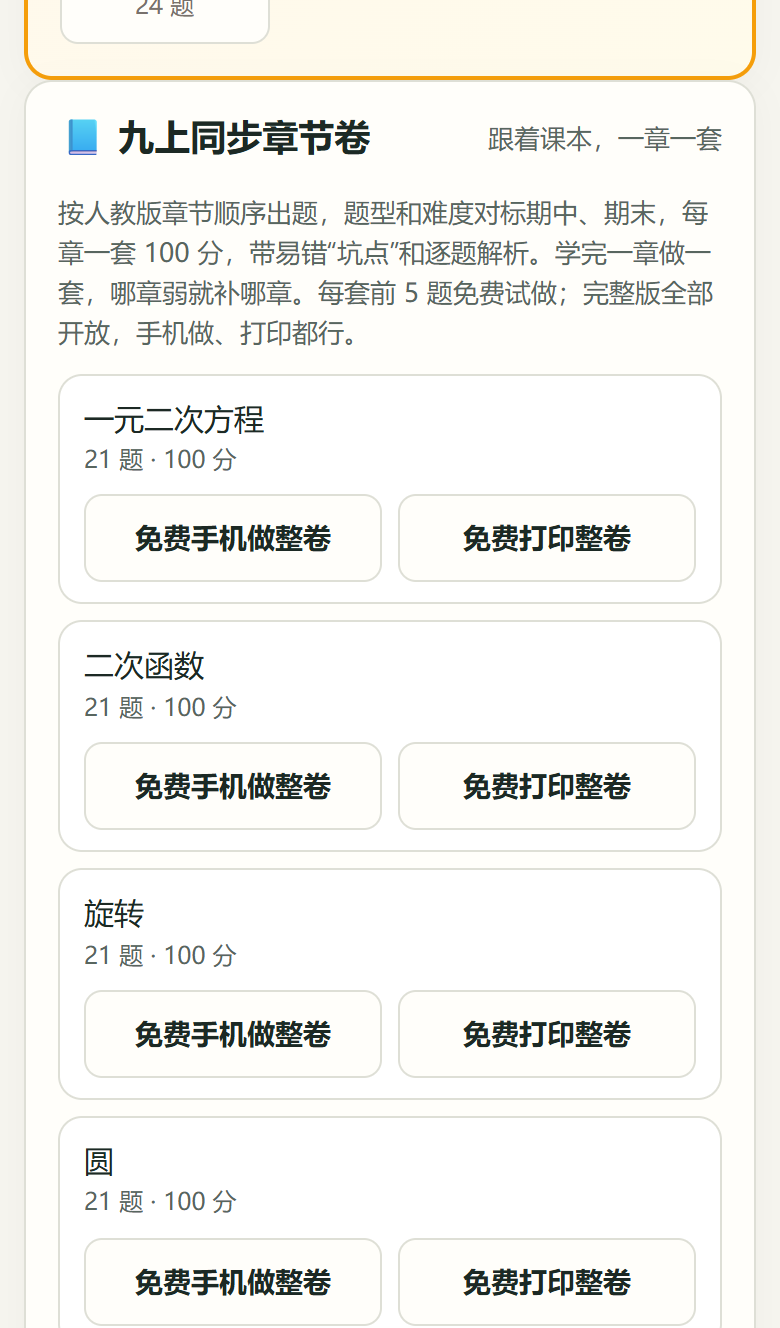 24 题
九上同步章节卷
跟着课本，一章一套
按人教版章节顺序出题，题型和难度对标期中、期末，每
章一套 100 分，带易错“坑点”和逐题解析。学完一章做一
套，哪章弱就补哪章。每套前 5 题免费试做；完整版全部
开放，手机做、打印都行。
一元二次方程
21 题 · 100 分
免费手机做整卷
免费打印整卷
二次函数
21 题 · 100 分
免费手机做整卷
免费打印整卷
旋转
21 题 · 100 分
免费手机做整卷
免费打印整卷
圆
21 题 · 100 分
免费手机做整卷
免费打印整卷